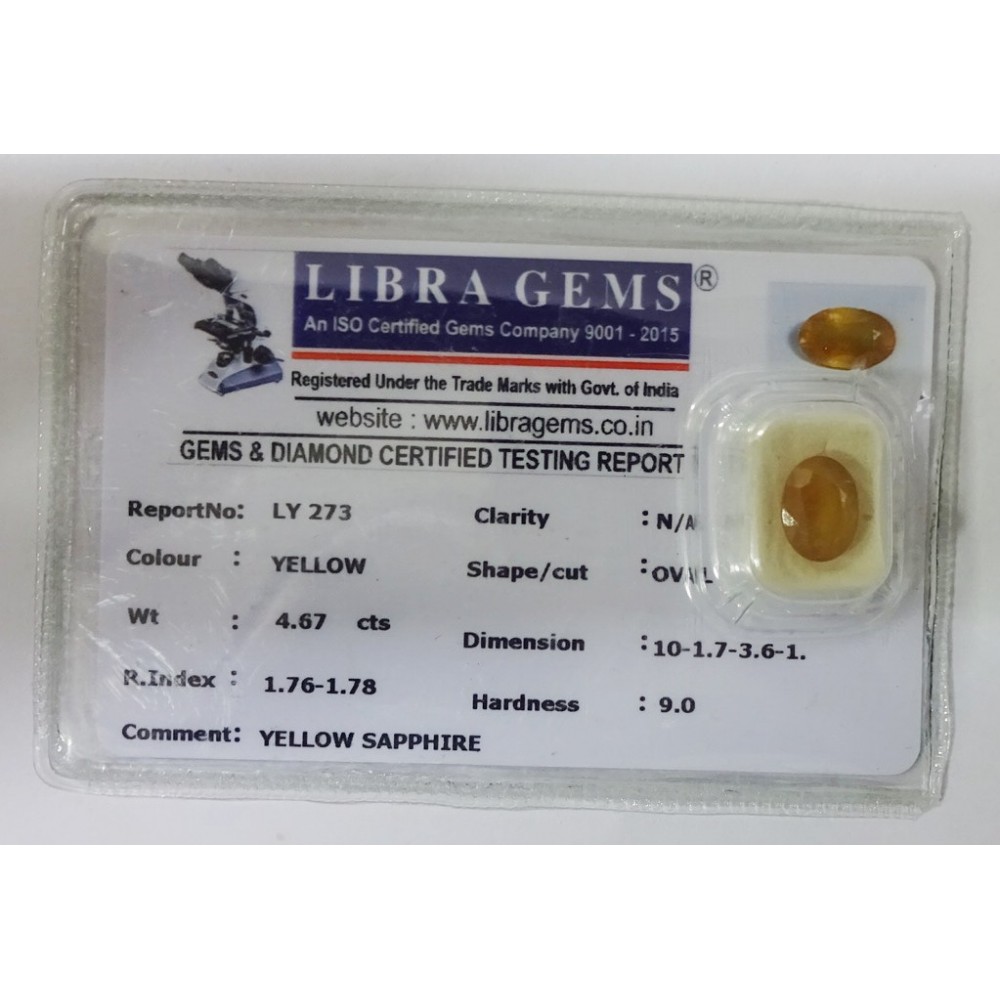 LIBRA GEMS ®
An ISO Certified Gems Company 9001 - 2015
Registered Under the Trade Marks with Govt. of India
website : www.libragems.co.in
GEMS & DIAMOND CERTIFIED TESTING REPORT
ReportNo: LY 273
Colour : YELLOW
Wt : 4.67 cts
R.Index : 1.76-1.78
Comment: YELLOW SAPPHIRE
Clarity : N/A
Shape/cut : OVAL
Dimension : 10-1.7-3.6-1.
Hardness : 9.0